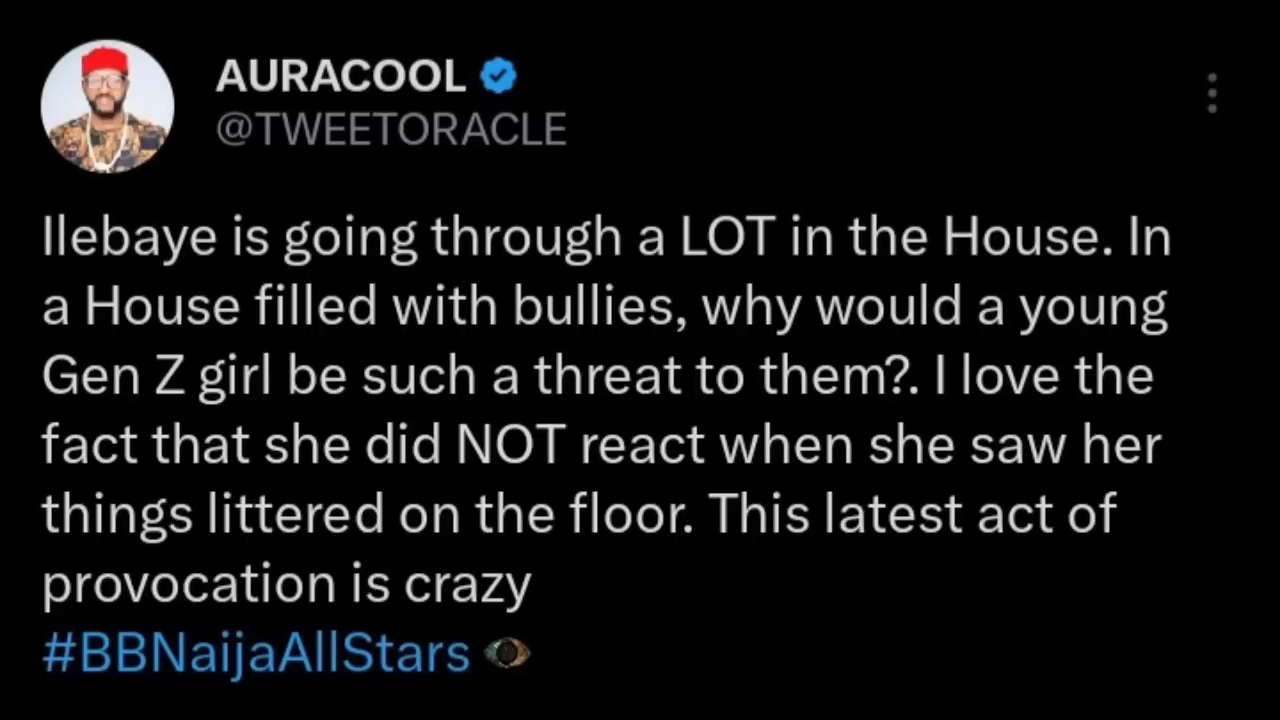 AURACOOL
@TWEETORACLE
Ilebaye is going through a LOT in the House. In
a House filled with bullies, why would a young
Gen Z girl be such a threat to them?. I love the
fact that she did NOT react when she saw her
things littered on the floor. This latest act of
provocation is crazy
#BBNaijaAllStars